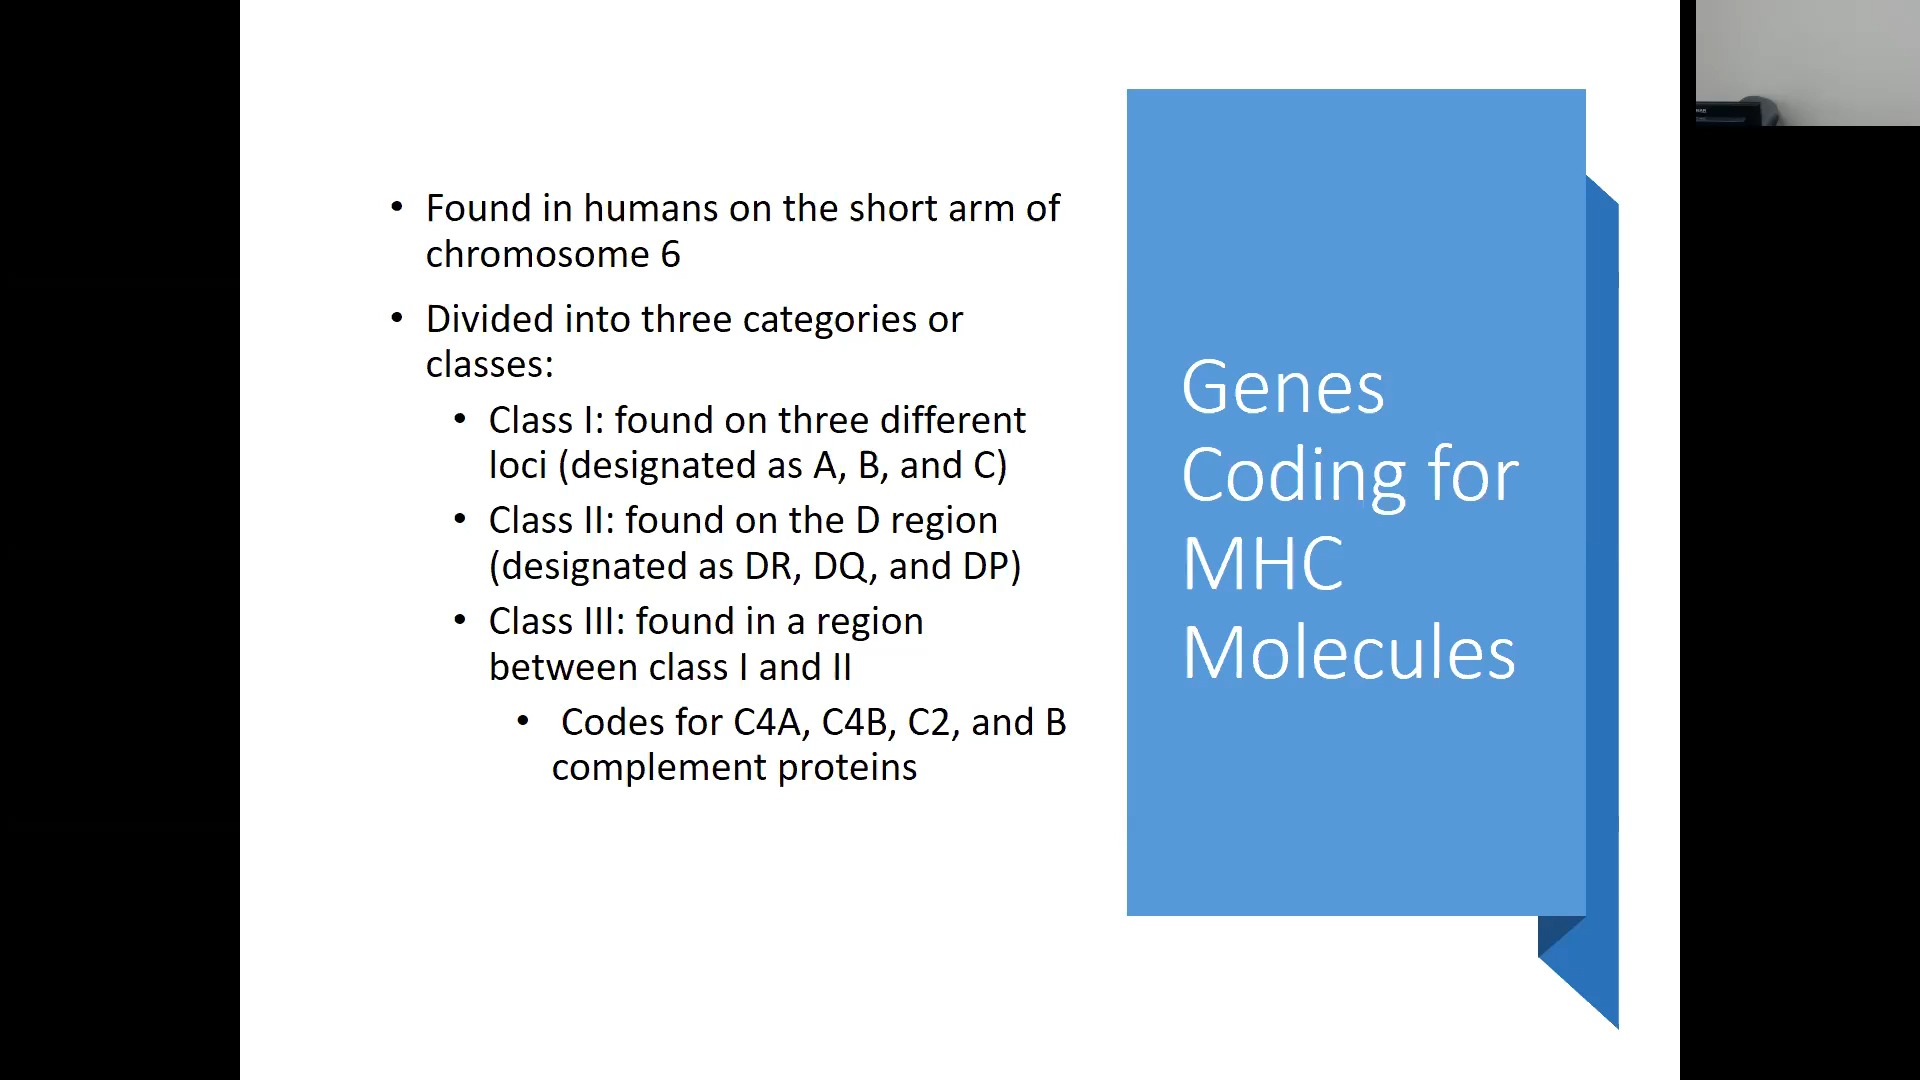 • Found in humans on the short arm of
chromosome 6
• Divided into three categories or
classes:
• Class I: found on three different
loci (designated as A, B, and C)
• Class II: found on the D region
(designated as DR, DQ, and DP)
• Class III: found in a region
between class I and II
• Codes for C4A, C4B, C2, and B
complement proteins
Genes
Coding for
MHC
Molecules